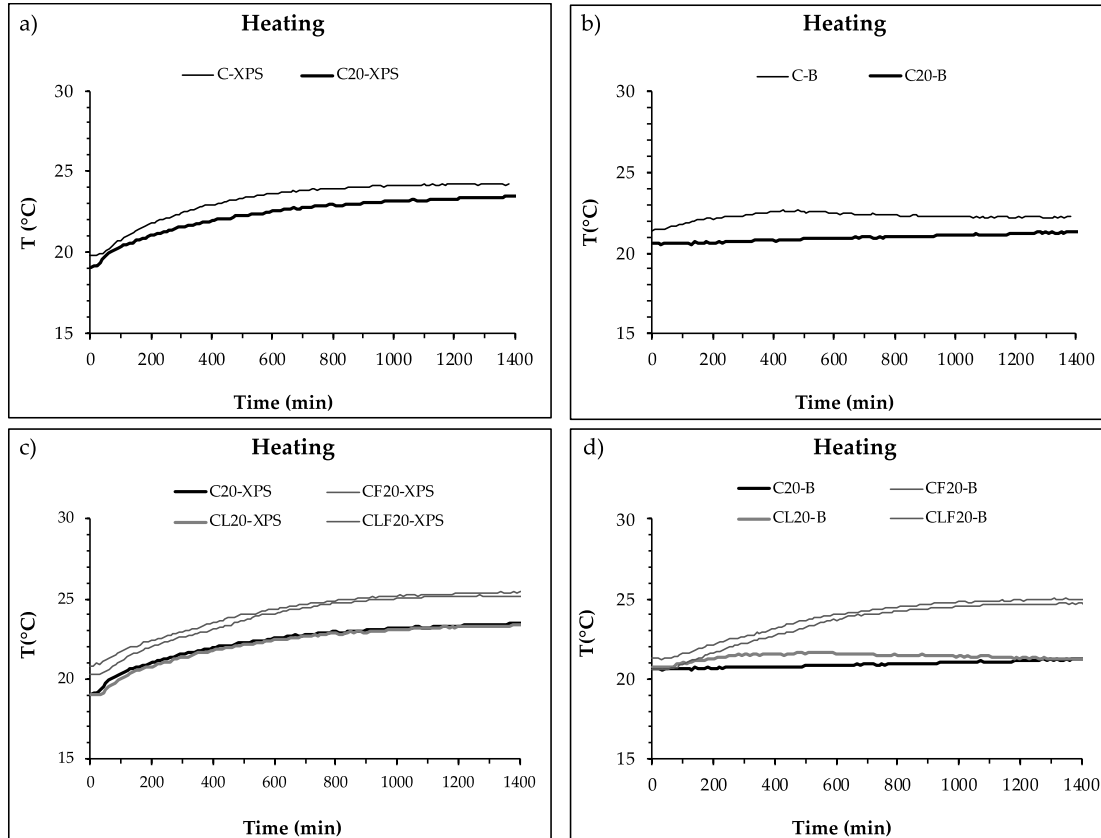 a) Heating
C-XPS C20-XPS
30
25
20
15
T (°C)
0 200 400 600 800 1000 1200 1400
Time (min)
b) Heating
C-B C20-B
30
25
20
15
T(°C)
0 200 400 600 800 1000 1200 1400
Time (min)
c) Heating
C20-XPS CF20-XPS
CL20-XPS CLF20-XPS
30
25
20
15
T(°C)
0 200 400 600 800 1000 1200 1400
Time (min)
d) Heating
C20-B CF20-B
CL20-B CLF20-B
30
25
20
15
T(°C)
0 200 400 600 800 1000 1200 1400
Time (min)